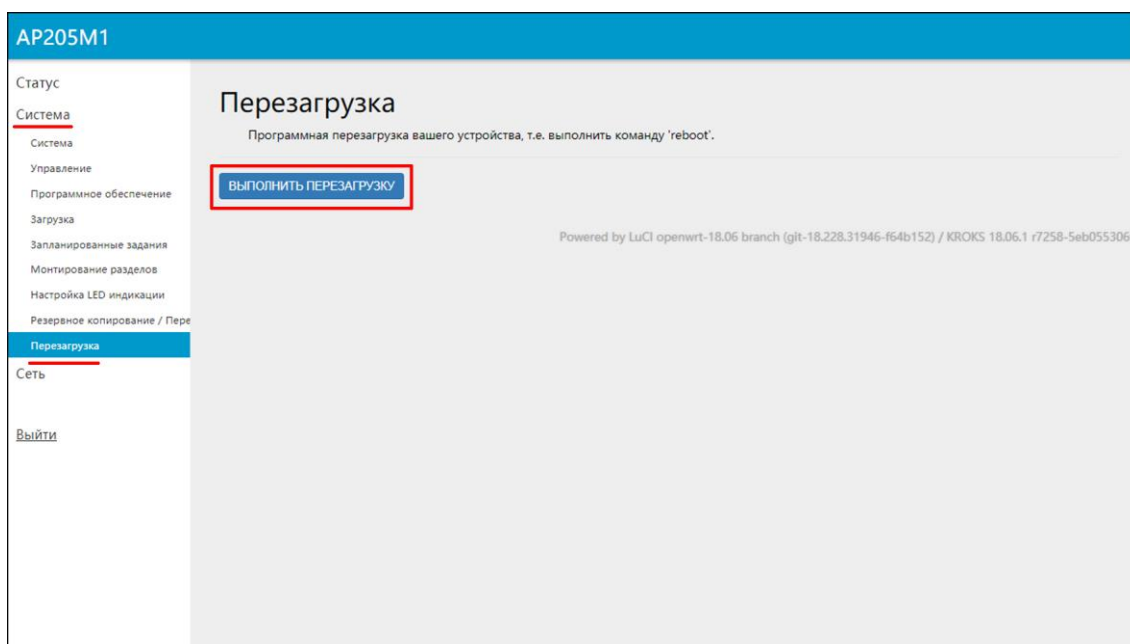 AP205M1
Статус
Система
Система
Управление
Программное обеспечение
Загрузка
Запланированные задания
Монтирование разделов
Настройка LED индикации
Резервное копирование / Пере
Перезагрузка
Сеть
Выйти
Перезагрузка
Программная перезагрузка вашего устройства, т.е. выполнить команду 'reboot'.
ВЫПОЛНИТЬ ПЕРЕЗАГРУЗКУ
Powered by LuCI openwrt-18.06 branch (git-18.228.31946-f64b152) / KROKS 18.06.1 r7258-5eb055306